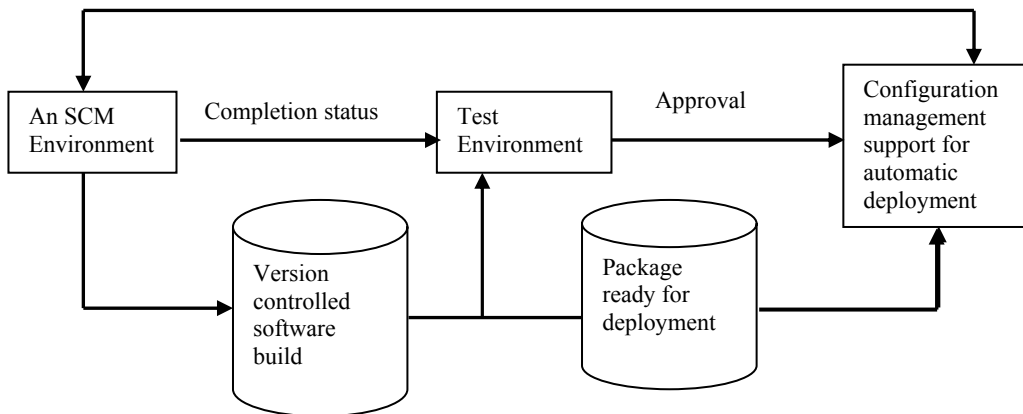 An SCM
Environment
Completion status
Test
Environment
Approval
Configuration
management
support for
automatic
deployment
Version
controlled
software
build
Package
ready for
deployment